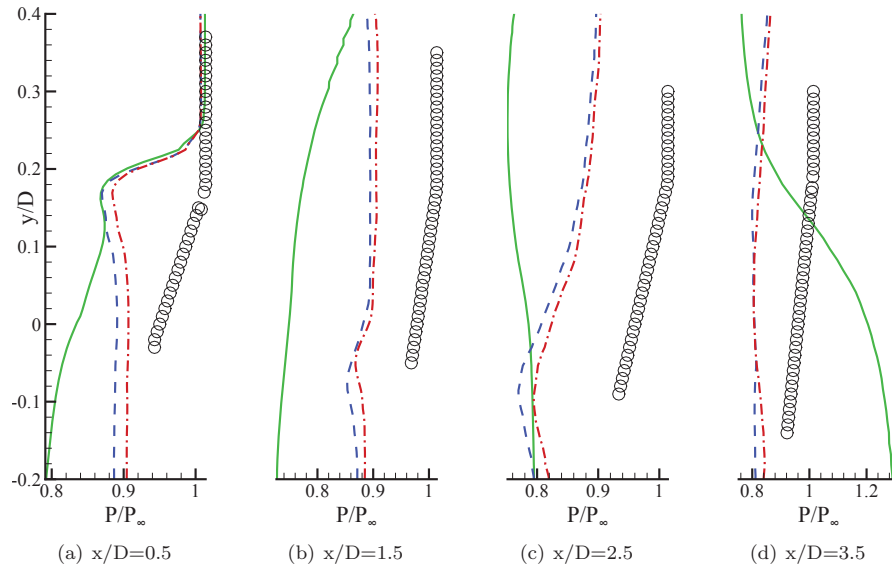 y/D
0.4
0.3
0.2
0.1
0
-0.1
-0.2
0.8 0.9 1
P/P∞
(a) x/D=0.5
0.8 0.9 1
P/P∞
(b) x/D=1.5
0.8 0.9 1
P/P∞
(c) x/D=2.5
0.8 1 1.2
P/P∞
(d) x/D=3.5